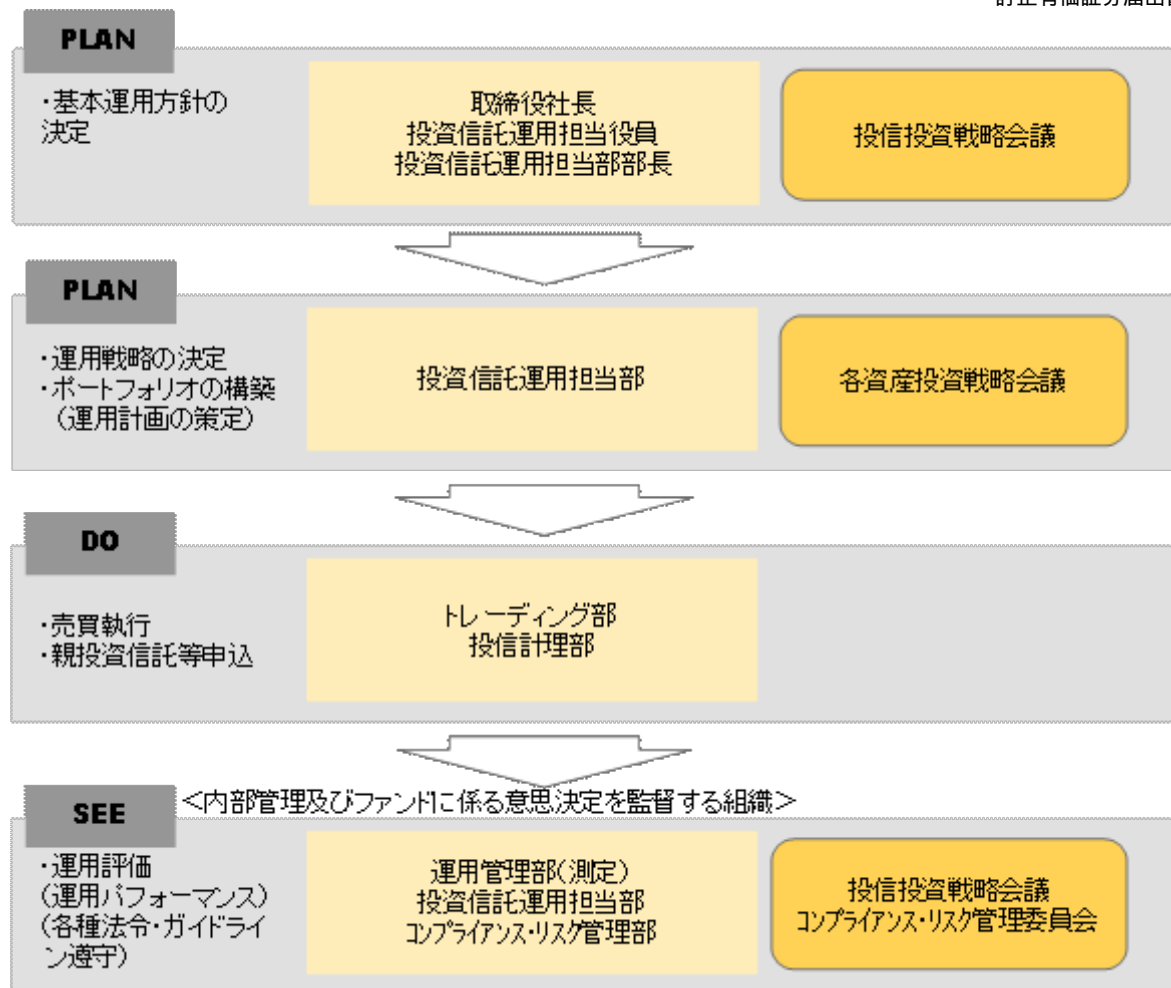 PLAN
・基本運用方針の
決定
取締役社長
投資信託運用担当役員
投資信託運用担当部部長
投信投資戦略会議
PLAN
・運用戦略の決定
・ポートフォリオの構築
（運用計画の策定）
投資信託運用担当部
各資産投資戦略会議
DO
・売買執行
・親投資信託等申込
トレーディング部
投信計理部
SEE
＜内部管理及びファンドに係る意思決定を監督する組織＞
・運用評価
（運用パフォーマンス）
（各種法令・ガイドライ
ン遵守）
運用管理部（測定）
投資信託運用担当部
コンプライアンス・リスク管理部
投信投資戦略会議
コンプライアンス・リスク管理委員会